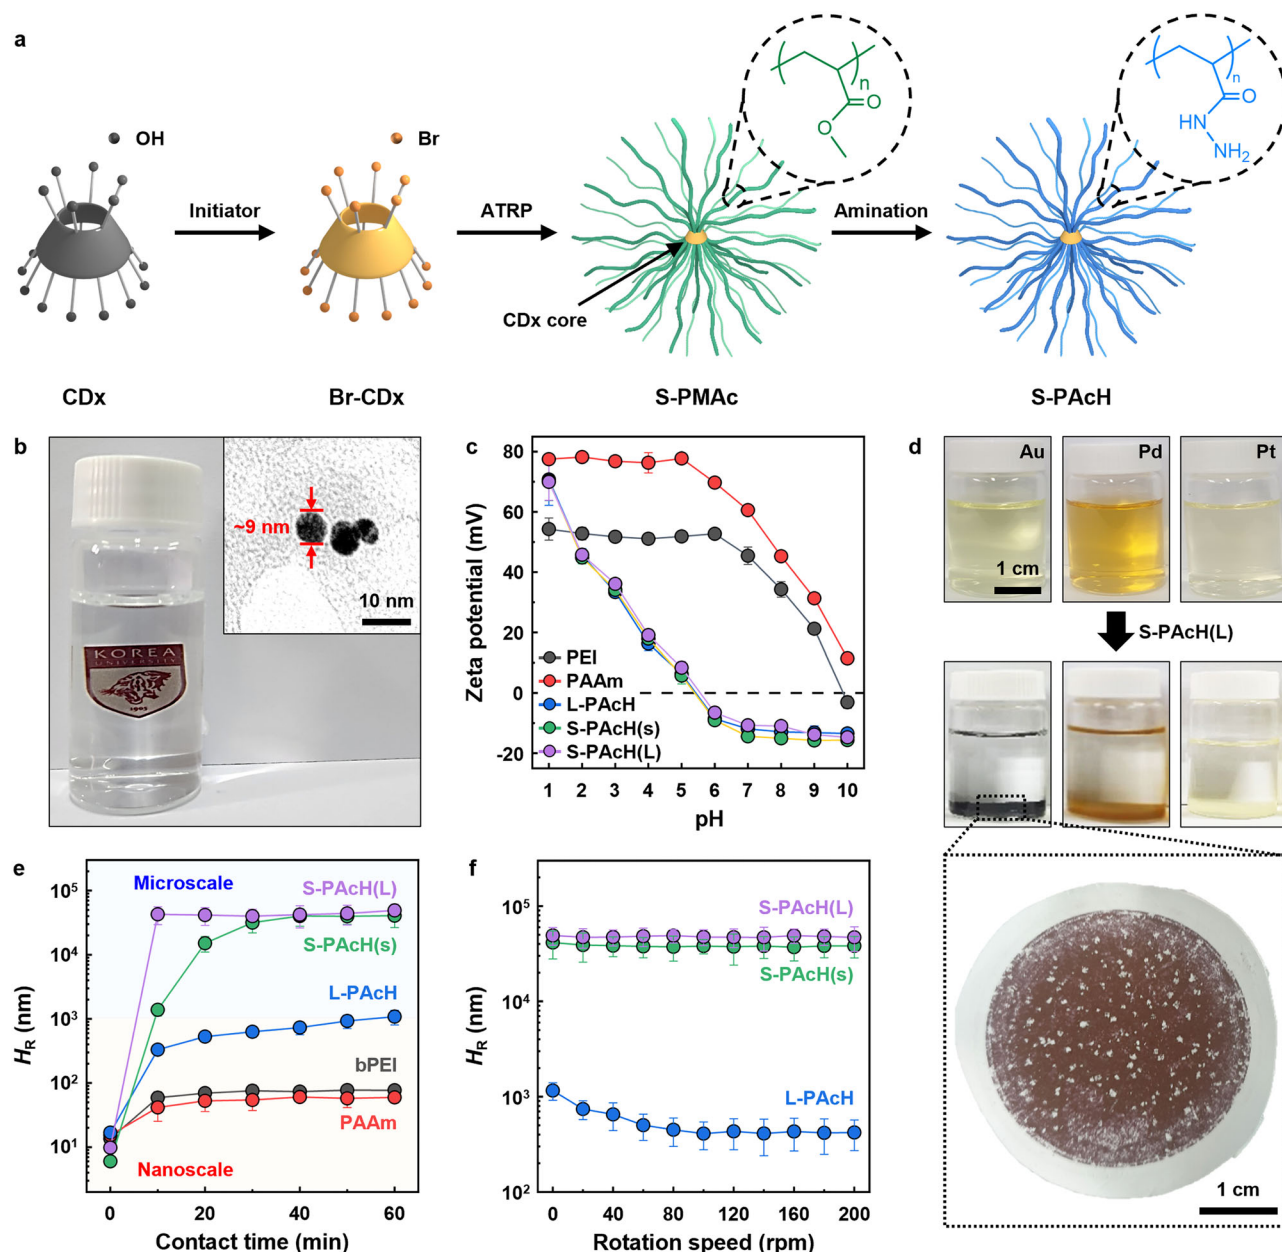 a
OH
Br
Initiator
ATRP
Amination
n
O
O
n
O
HN
NH2
CDx core
CDx
Br-CDx
S-PMAc
S-PAcH
b
~9 nm
10 nm
KOREA
UNIVERSITY
1905
c
Zeta potential (mV)
80
60
40
20
0
-20
PEI
PAAm
L-PAcH
S-PAcH(s)
S-PAcH(L)
1 2 3 4 5 6 7 8 9 10
pH
d
Au
Pd
Pt
1 cm
S-PAcH(L)
1 cm
e
HR (nm)
10^5
10^4
10^3
10^2
10^1
Microscale
S-PAcH(L)
S-PAcH(s)
L-PAcH
bPEI
PAAm
Nanoscale
0 20 40 60
Contact time (min)
f
HR (nm)
10^5
10^4
10^3
10^2
S-PAcH(L)
S-PAcH(s)
L-PAcH
0 40 80 120 160 200
Rotation speed (rpm)